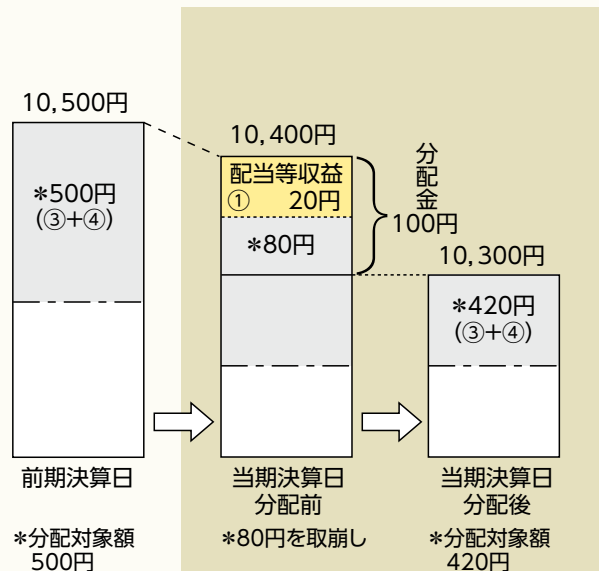 10,500円
*500円
(③+④)
前期決算日
*分配対象額
500円
10,400円
配当等収益
① 20円
*80円
分配金
100円
当期決算日
分配前
*80円を取崩し
10,300円
*420円
(③+④)
当期決算日
分配後
*分配対象額
420円